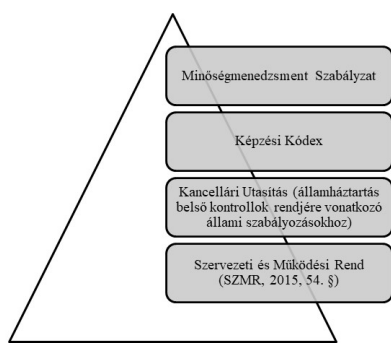 Minőségmenedzsment Szabályzat
Képzési Kódex
Kancellári Utasítás (államháztartás
belső kontrollok rendjére vonatkozó
állami szabályozásokhoz)
Szervezeti és Működési Rend
(SZMR, 2015, 54. §)